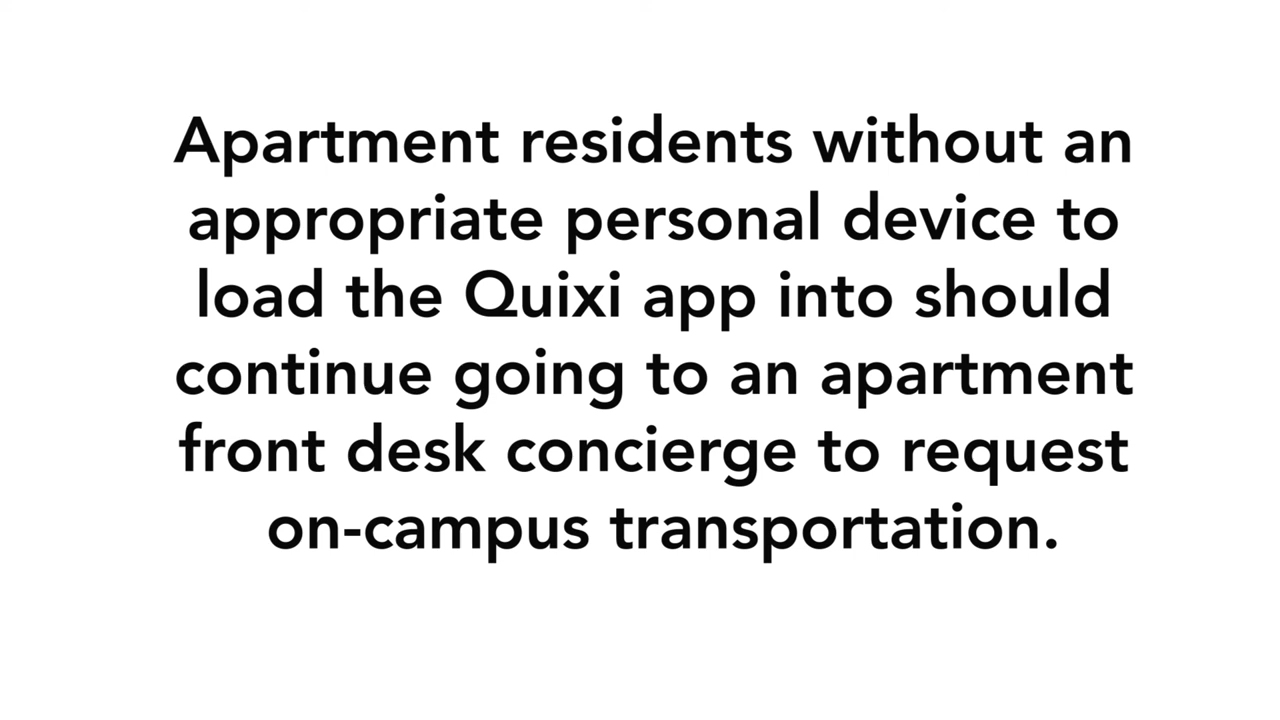 Apartment residents without an
appropriate personal device to
load the Quixi app into should
continue going to an apartment
front desk concierge to request
on-campus transportation.